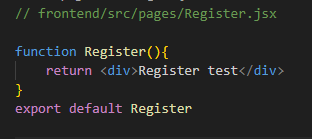 // frontend/src/pages/Register.jsx

function Register(){
    return <div>Register test</div>
}
export default Register